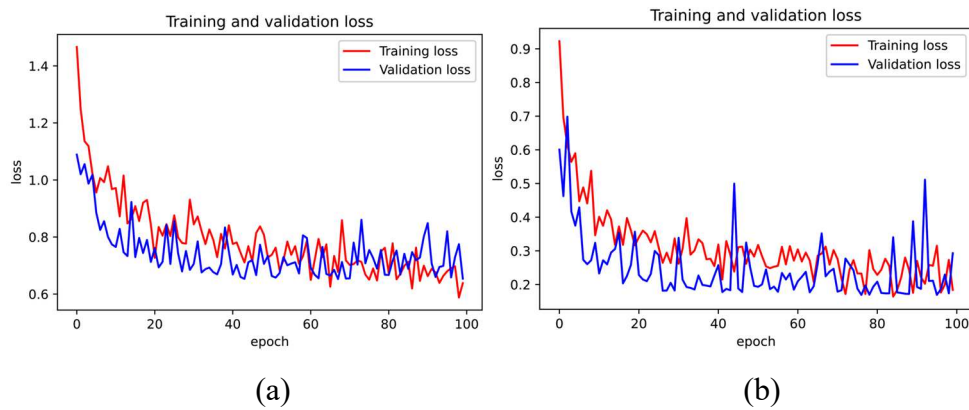 Training and validation loss
Training loss
Validation loss
1.4
1.2
1.0
0.8
0.6
loss
0
20
40
60
80
100
epoch
(a)
Training and validation loss
Training loss
Validation loss
0.9
0.8
0.7
0.6
0.5
0.4
0.3
0.2
loss
0
20
40
60
80
100
epoch
(b)